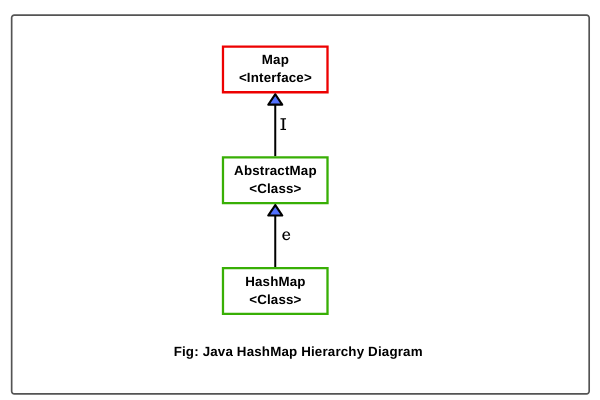 Map
<Interface>
I
AbstractMap
<Class>
e
HashMap
<Class>
Fig: Java HashMap Hierarchy Diagram